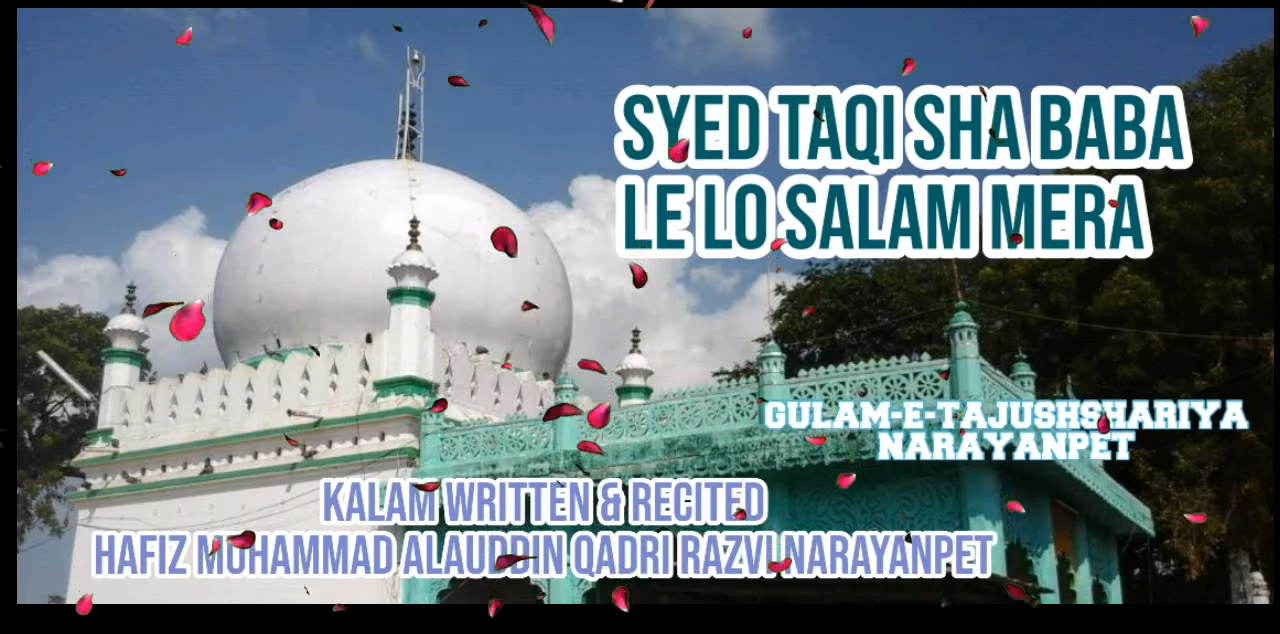 SYED TAQI SHA BABA
LE LO SALAM MERA
GULAM-E-TAJUSHSHARIYA
NARAYANPET
KALAM WRITTEN & RECITED
HAFIZ MUHAMMAD ALAUDDIN QADRI RAZVI NARAYANPET